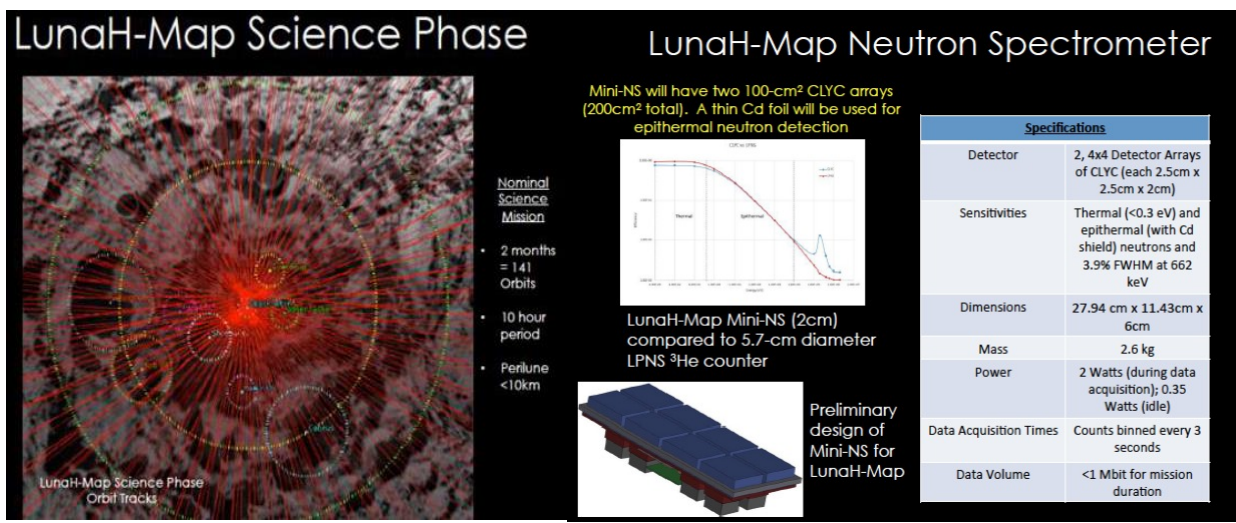 LunaH-Map Science Phase
Nominal
Science
Mission
• 2 months
= 141
Orbits
• 10 hour
period
• Perilune
<10km
Cabeus
LunaH-Map Science Phase
Orbit Tracks
LunaH-Map Neutron Spectrometer
Mini-NS will have two 100-cm² CLYC arrays
(200cm² total). A thin Cd foil will be used for
epithermal neutron detection
Thermal
Epithermal
LunaH-Map Mini-NS (2cm)
compared to 5.7-cm diameter
LPNS ³He counter
Preliminary
design of
Mini-NS for
LunaH-Map
Specifications
Detector
2, 4x4 Detector Arrays
of CLYC (each 2.5cm x
2.5cm x 2cm)
Sensitivities
Thermal (<0.3 eV) and
epithermal (with Cd
shield) neutrons and
3.9% FWHM at 662
keV
Dimensions
27.94 cm x 11.43cm x
6cm
Mass
2.6 kg
Power
2 Watts (during data
acquisition); 0.35
Watts (idle)
Data Acquisition Times
Counts binned every 3
seconds
Data Volume
<1 Mbit for mission
duration